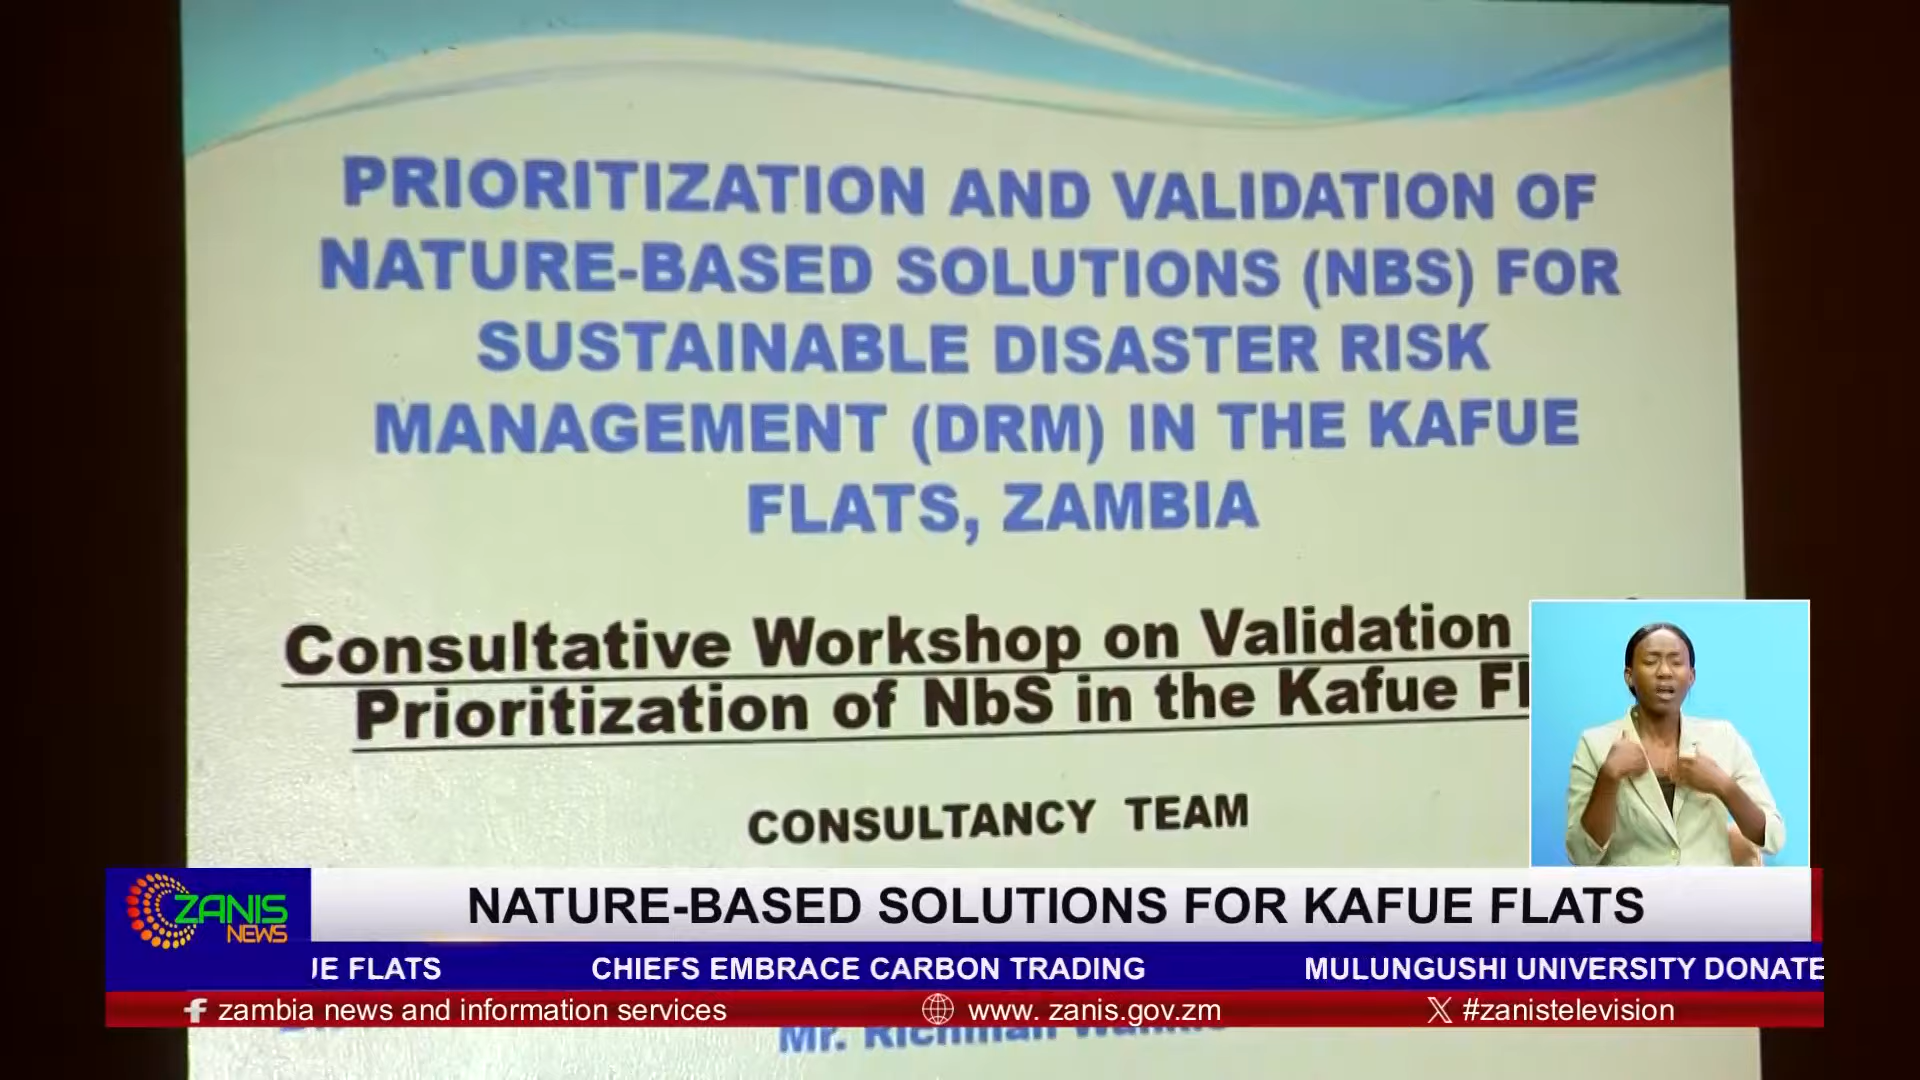 PRIORITIZATION AND VALIDATION OF
NATURE-BASED SOLUTIONS (NBS) FOR
SUSTAINABLE DISASTER RISK
MANAGEMENT (DRM) IN THE KAFUE
FLATS, ZAMBIA
Consultative Workshop on Validation
Prioritization of NbS in the Kafue
CONSULTANCY TEAM
ZANIS
NEWS
NATURE-BASED SOLUTIONS FOR KAFUE FLATS
FLATS CHIEFS EMBRACE CARBON TRADING MULUNGUSHI UNIVERSITY DONATE
zambia news and information services www. zanis.gov.zm #zanistelevision
Mr. Richman